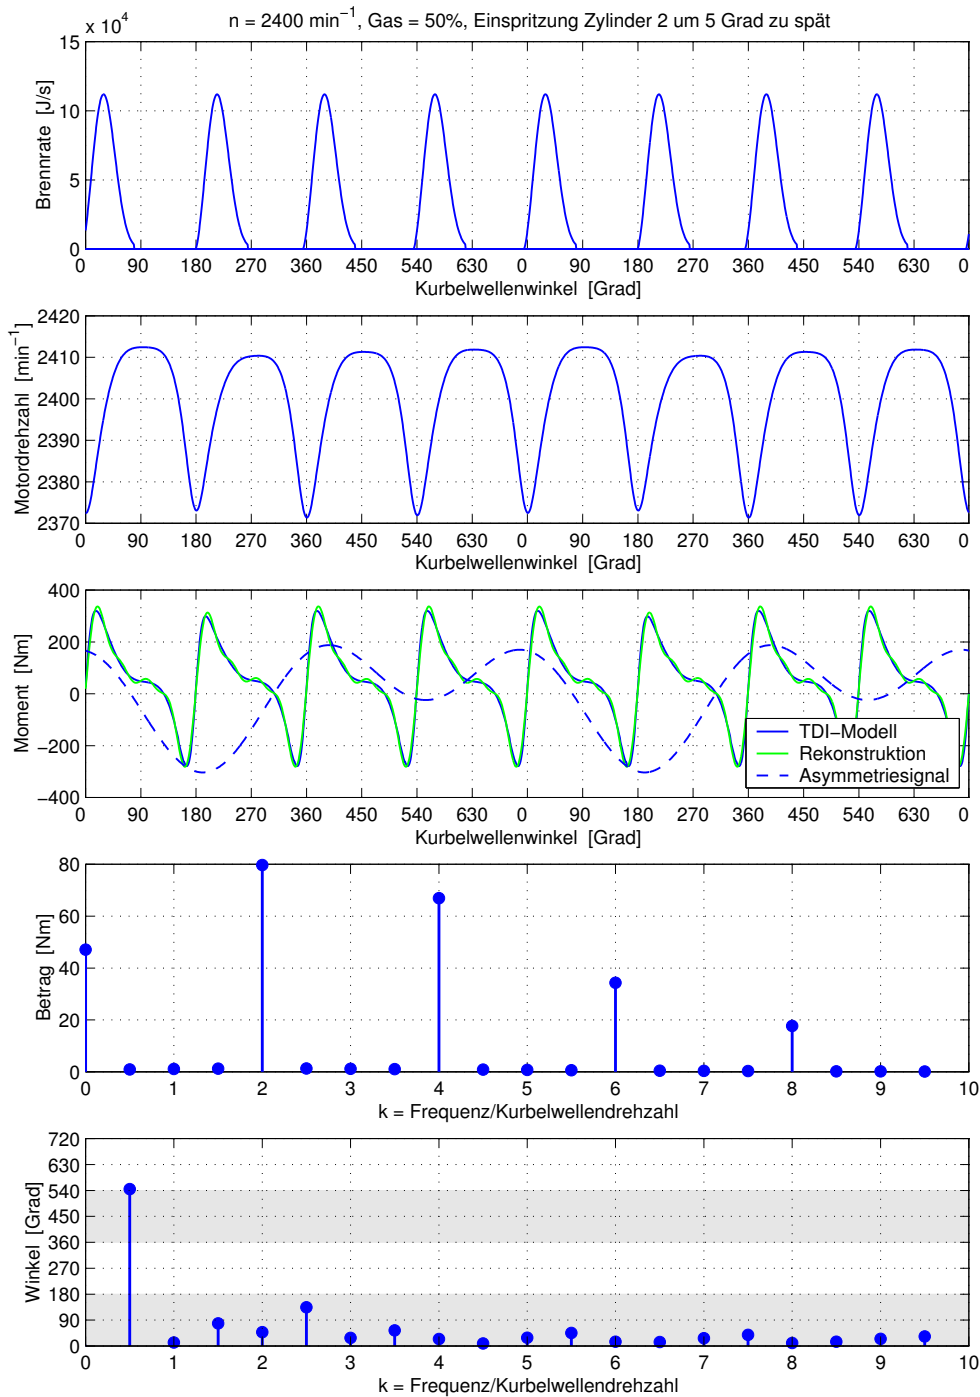 n = 2400 min⁻¹, Gas = 50%, Einspritzung Zylinder 2 um 5 Grad zu spät
x 10⁴
15
10
5
0
Brennrate [J/s]
0 90 180 270 360 450 540 630 0 90 180 270 360 450 540 630 0
Kurbelwellenwinkel [Grad]
2420
2410
2400
2390
2380
2370
Motordrehzahl [min⁻¹]
0 90 180 270 360 450 540 630 0 90 180 270 360 450 540 630 0
Kurbelwellenwinkel [Grad]
400
200
0
−200
−400
Moment [Nm]
TDI−Modell
Rekonstruktion
Asymmetriesignal
0 90 180 270 360 450 540 630 0 90 180 270 360 450 540 630 0
Kurbelwellenwinkel [Grad]
80
60
40
20
0
Betrag [Nm]
0 1 2 3 4 5 6 7 8 9 10
k = Frequenz/Kurbelwellendrehzahl
720
630
540
450
360
270
180
90
0
Winkel [Grad]
0 1 2 3 4 5 6 7 8 9 10
k = Frequenz/Kurbelwellendrehzahl